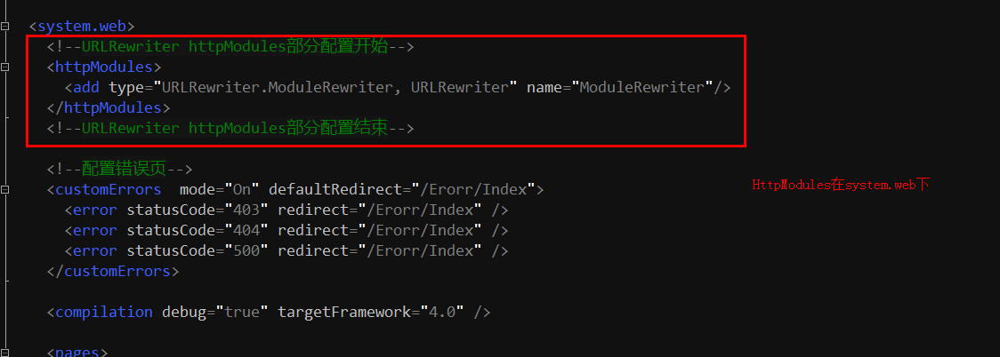 <system.web>
<!--URLRewriter httpModules部分配置开始-->
<httpModules>
<add type="URLRewriter.ModuleRewriter, URLRewriter" name="ModuleRewriter"/>
</httpModules>
<!--URLRewriter httpModules部分配置结束-->
<!--配置错误页-->
<customErrors  mode="On" defaultRedirect="/Erorr/Index">
HttpModules在system.web下
<error statusCode="403" redirect="/Erorr/Index" />
<error statusCode="404" redirect="/Erorr/Index" />
<error statusCode="500" redirect="/Erorr/Index" />
</customErrors>
<compilation debug="true" targetFramework="4.0" />
<pages>